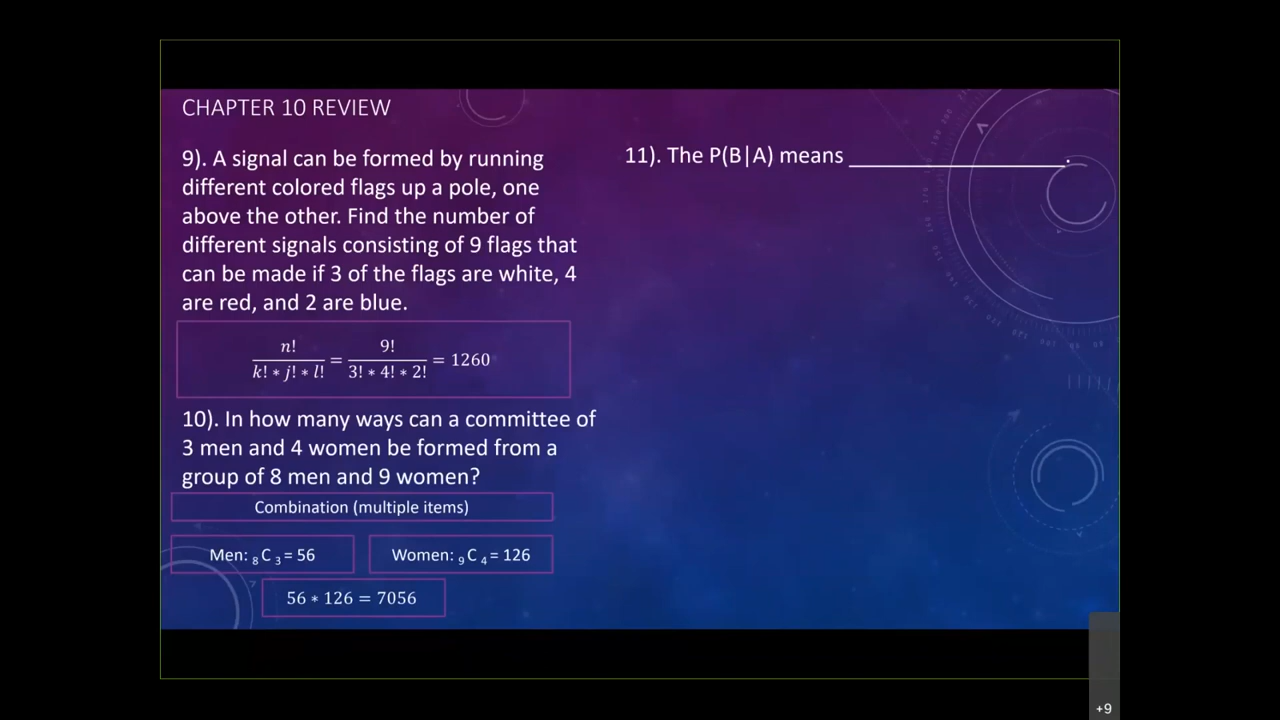 CHAPTER 10 REVIEW
9). A signal can be formed by running
different colored flags up a pole, one
above the other. Find the number of
different signals consisting of 9 flags that
can be made if 3 of the flags are white, 4
are red, and 2 are blue.
n!/(k! * j! * l!) = 9!/(3! * 4! * 2!) = 1260
10). In how many ways can a committee of
3 men and 4 women be formed from a
group of 8 men and 9 women?
Combination (multiple items)
Men: ₈C ₃ = 56
Women: ₉C ₄ = 126
56 * 126 = 7056
11). The P(B|A) means ____________________.
+9